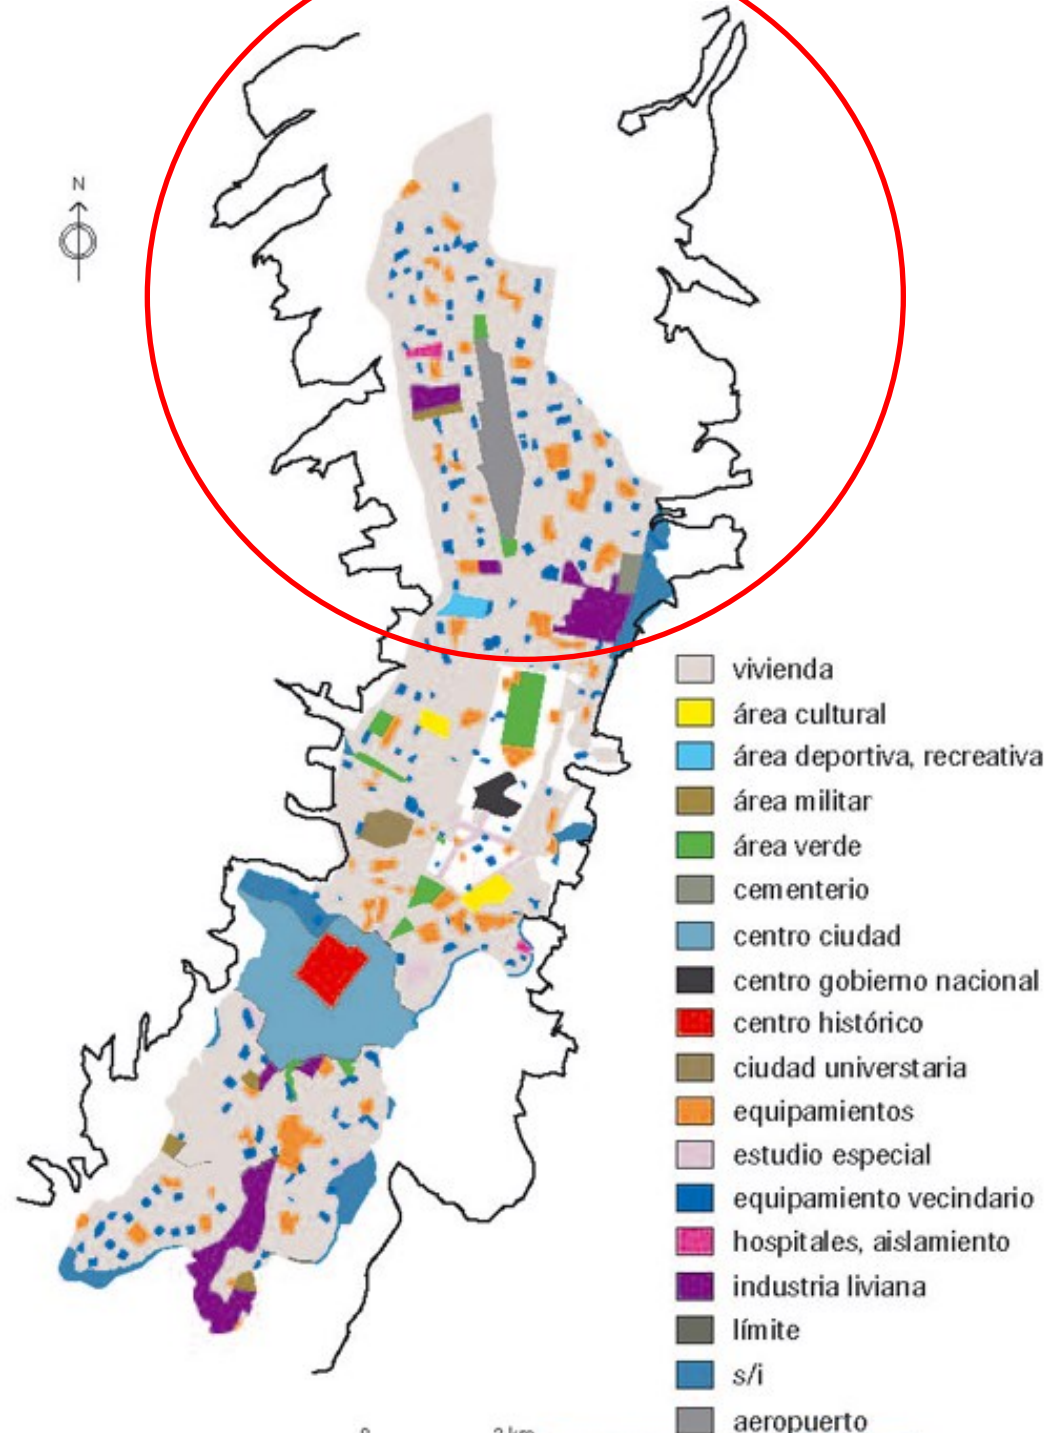 N
vivienda
área cultural
área deportiva, recreativa
área militar
área verde
cementerio
centro ciudad
centro gobierno nacional
centro histórico
ciudad universtaria
equipamientos
estudio especial
equipamiento vecindario
hospitales, aislamiento
industria liviana
límite
s/i
aeropuerto